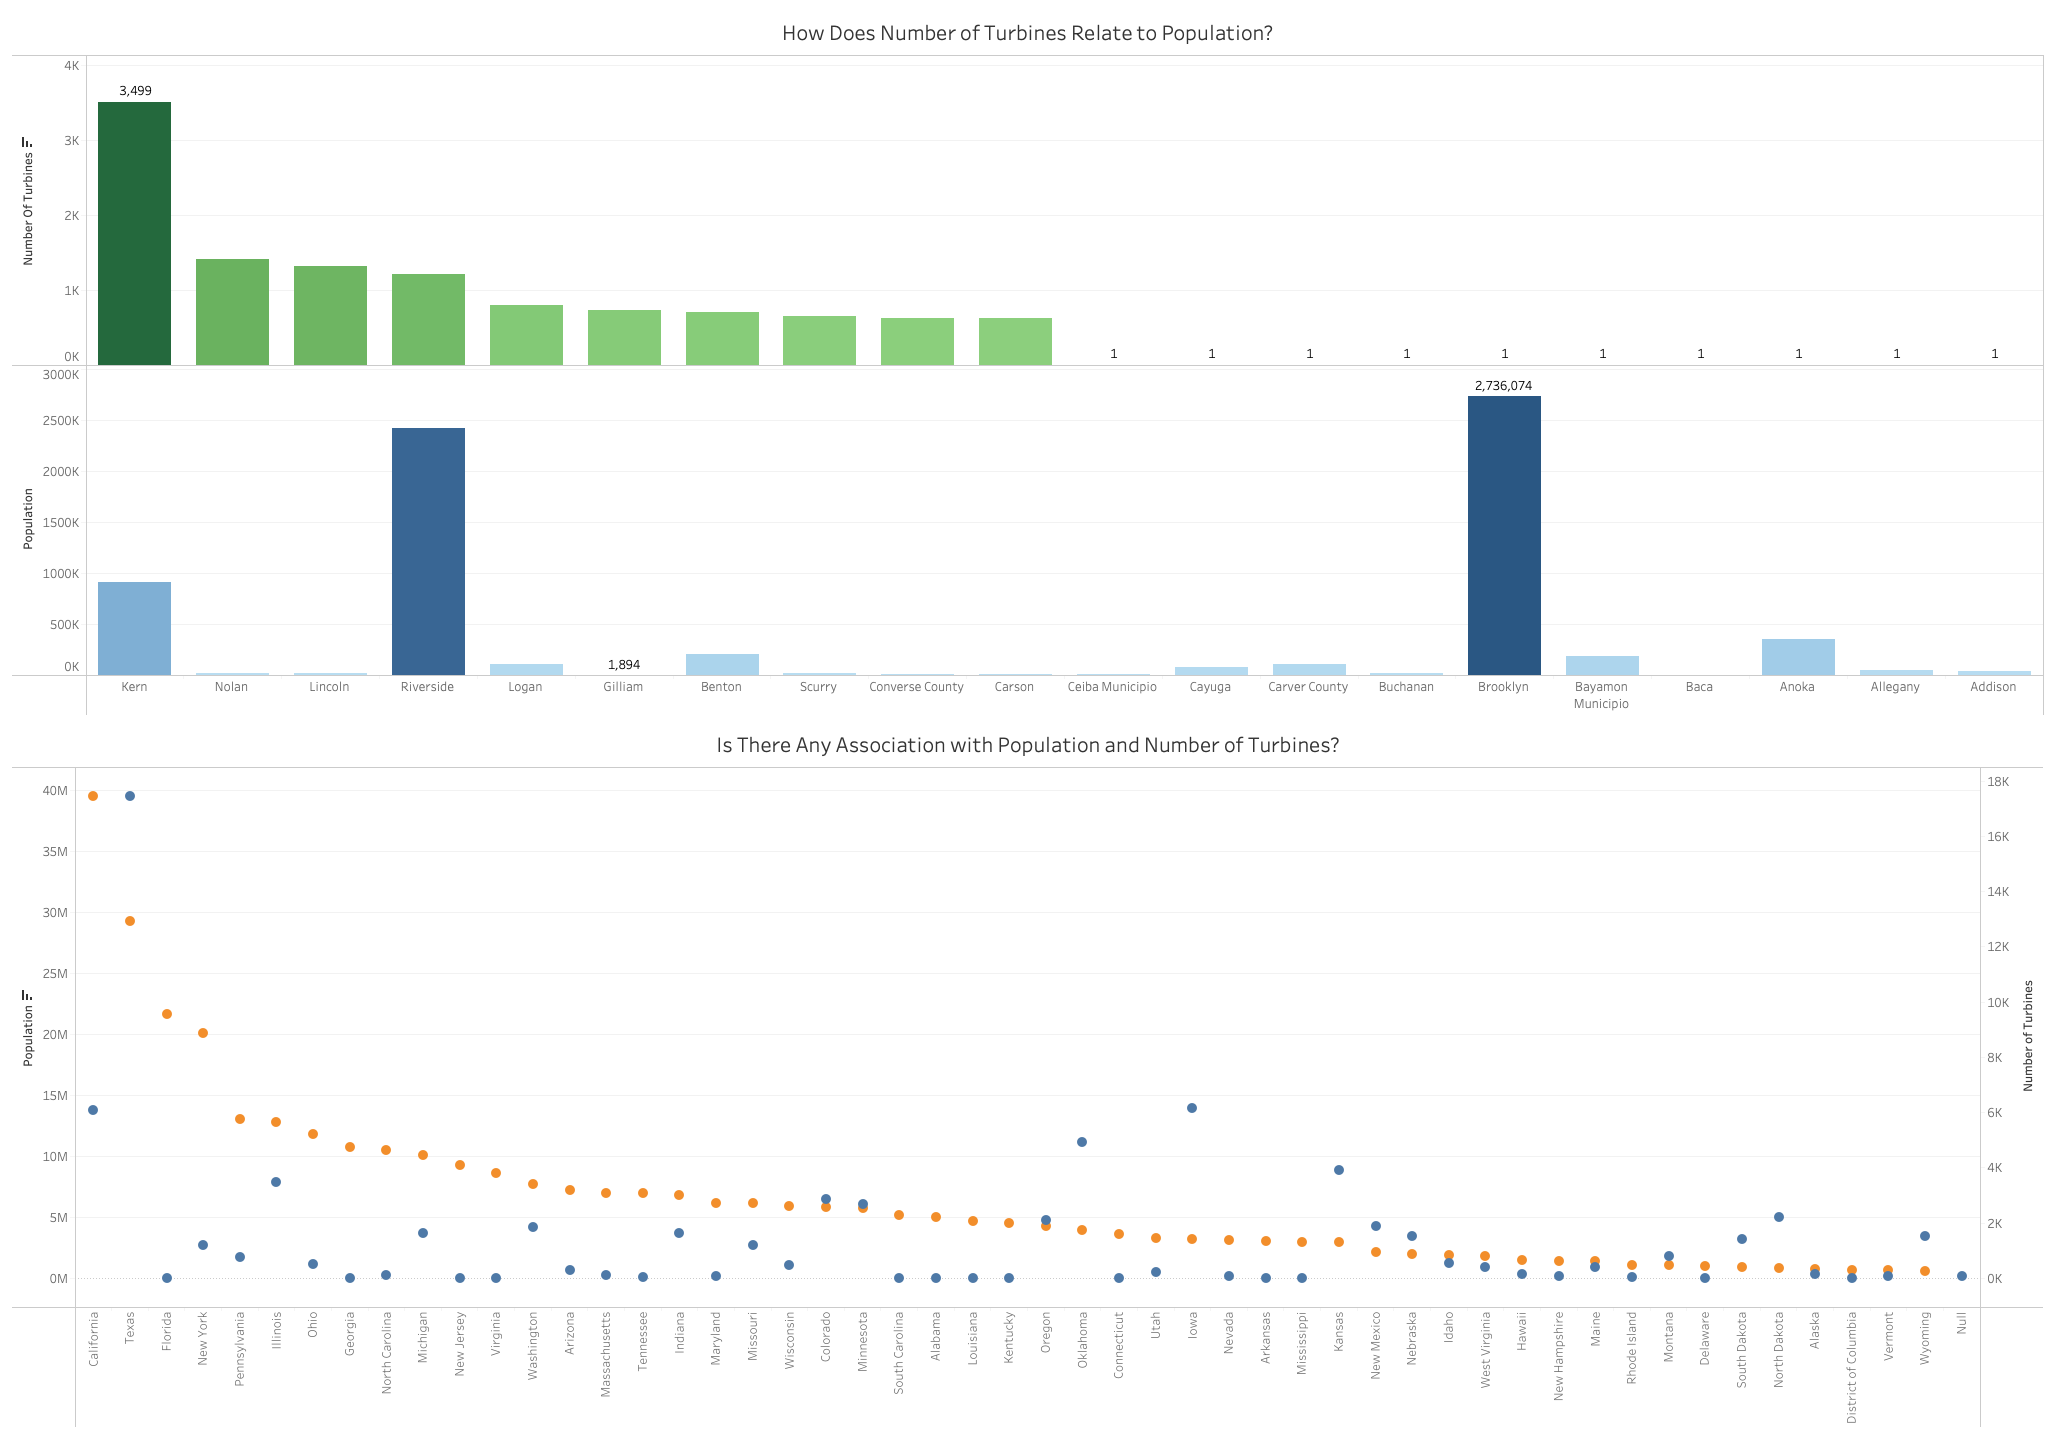 How Does Number of Turbines Relate to Population?
4K
3,499
3K
Number Of Turbines
2K
1K
0K
1 1 1 1 1 1 1 1 1 1
3000K
2,736,074
2500K
2000K
Population
1500K
1000K
500K
0K
1,894
Kern Nolan Lincoln Riverside Logan Gilliam Benton Scurry Converse County Carson Ceiba Municipio Cayuga Carver County Buchanan Brooklyn Bayamon Baca Anoka Allegany Addison
Municipio
Is There Any Association with Population and Number of Turbines?
40M
35M
30M
25M
20M
15M
10M
5M
0M
Population
18K
16K
14K
12K
10K
8K
6K
4K
2K
0K
Number of Turbines
California
Texas
Florida
New York
Pennsylvania
Illinois
Ohio
Georgia
North Carolina
Michigan
New Jersey
Virginia
Washington
Arizona
Massachusetts
Tennessee
Indiana
Maryland
Missouri
Wisconsin
Colorado
Minnesota
South Carolina
Alabama
Louisiana
Kentucky
Oregon
Oklahoma
Connecticut
Utah
Iowa
Nevada
Arkansas
Mississippi
Kansas
New Mexico
Nebraska
Idaho
West Virginia
Hawaii
New Hampshire
Maine
Rhode Island
Montana
Delaware
South Dakota
North Dakota
Alaska
District of Columbia
Vermont
Wyoming
Null